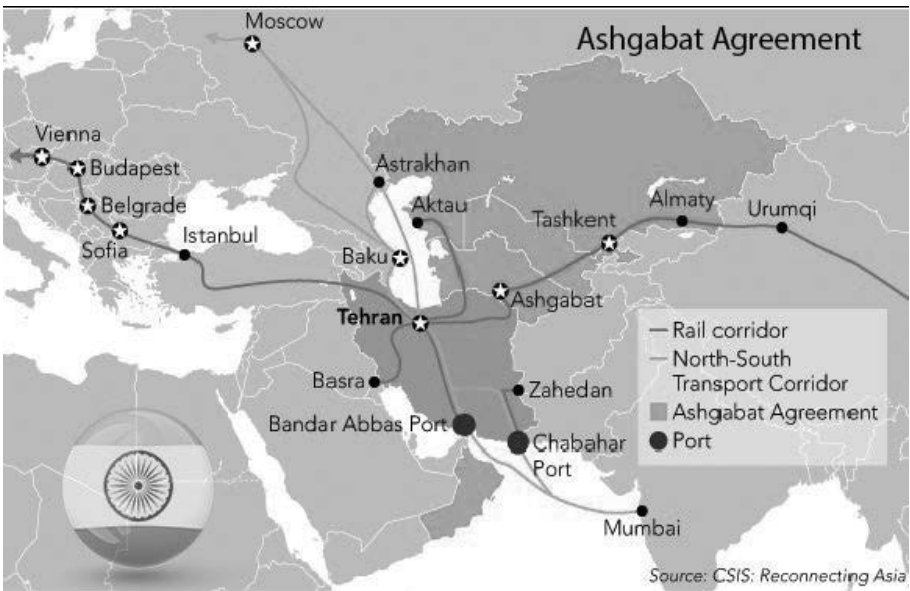 Ashgabat Agreement
Moscow
Vienna
Budapest
Belgrade
Sofia
Istanbul
Astrakhan
Aktau
Baku
Tashkent
Almaty
Urumqi
Ashgabat
Tehran
Basra
Zahedan
Bandar Abbas Port
Chabahar
Port
Mumbai
Rail corridor
North-South
Transport Corridor
Ashgabat Agreement
Port
Source: CSIS: Reconnecting Asia